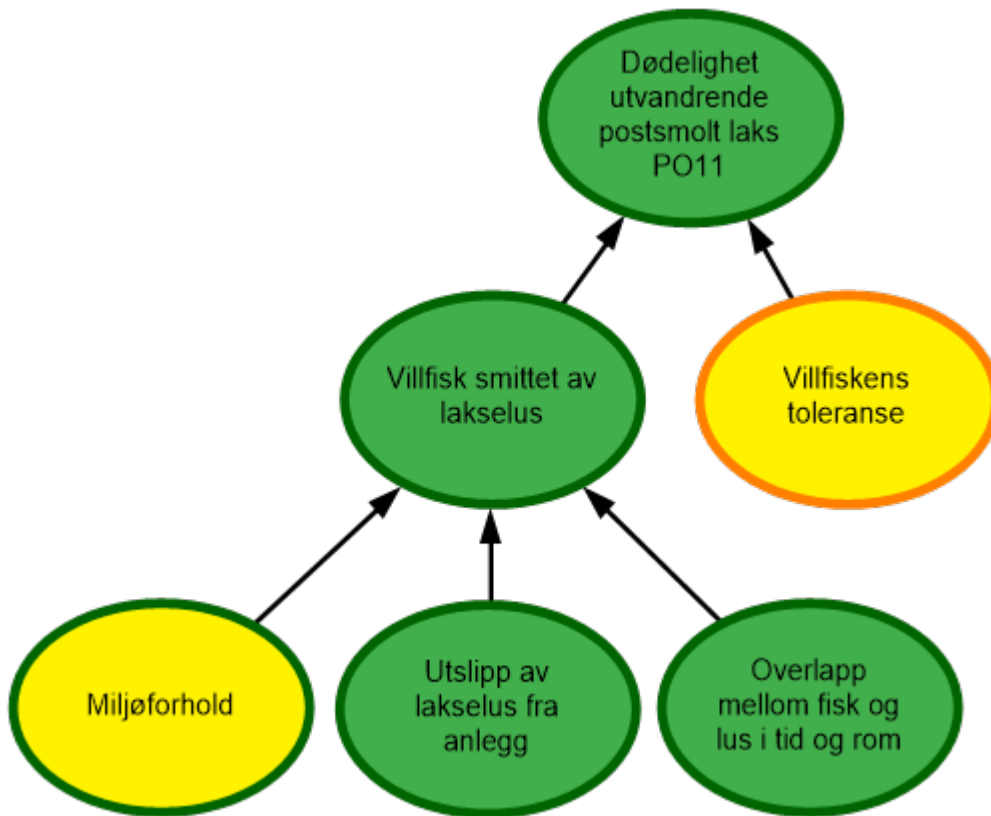 Dødelighet
utvandrende
postsmolt laks
PO11
Villfisk smittet av
lakselus
Villfiskens
toleranse
Miljøforhold
Utslipp av
lakselus fra
anlegg
Overlapp
mellom fisk og
lus i tid og rom